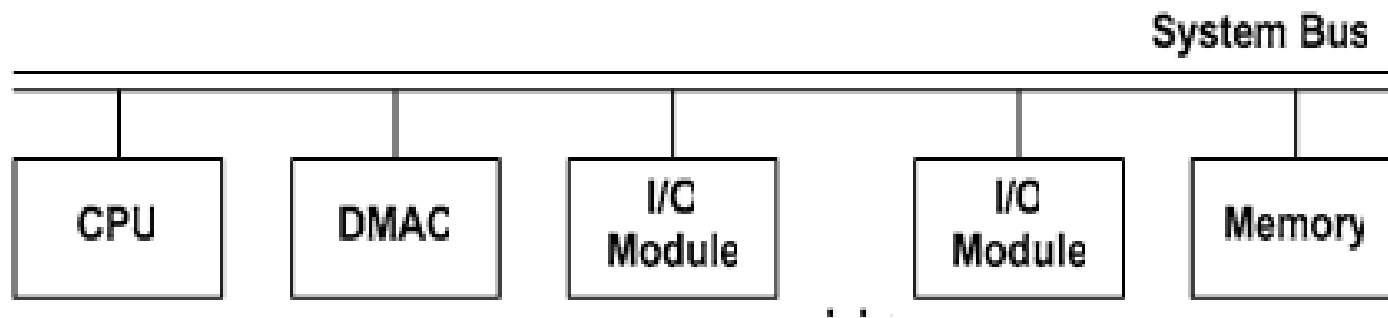 System Bus
CPU
DMAC
I/O
Module
I/O
Module
Memory